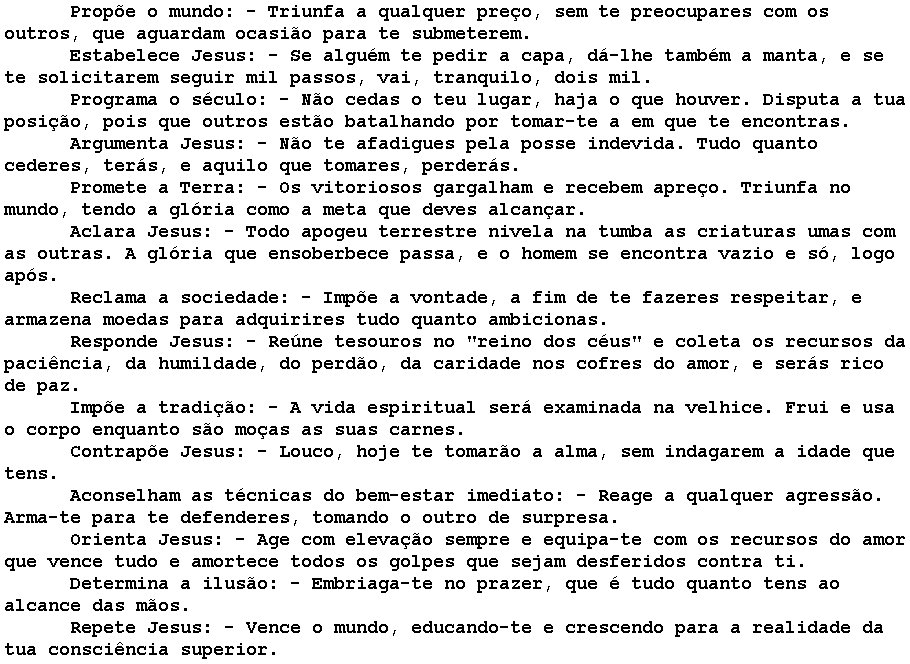 Propõe o mundo: - Triunfa a qualquer preço, sem te preocupares com os
outros, que aguardam ocasião para te submeterem.
Estabelece Jesus: - Se alguém te pedir a capa, dá-lhe também a manta, e se
te solicitarem seguir mil passos, vai, tranquilo, dois mil.
Programa o século: - Não cedas o teu lugar, haja o que houver. Disputa a tua
posição, pois que outros estão batalhando por tomar-te a em que te encontras.
Argumenta Jesus: - Não te afadigues pela posse indevida. Tudo quanto
cederes, terás, e aquilo que tomares, perderás.
Promete a Terra: - Os vitoriosos gargalham e recebem apreço. Triunfa no
mundo, tendo a glória como a meta que deves alcançar.
Aclara Jesus: - Todo apogeu terrestre nivela na tumba as criaturas umas com
as outras. A glória que ensoberbece passa, e o homem se encontra vazio e só, logo
após.
Reclama a sociedade: - Impõe a vontade, a fim de te fazeres respeitar, e
armazena moedas para adquirires tudo quanto ambicionas.
Responde Jesus: - Reúne tesouros no "reino dos céus" e coleta os recursos da
paciência, da humildade, do perdão, da caridade nos cofres do amor, e serás rico
de paz.
Impõe a tradição: - A vida espiritual será examinada na velhice. Frui e usa
o corpo enquanto são moças as suas carnes.
Contrapõe Jesus: - Louco, hoje te tomarão a alma, sem indagarem a idade que
tens.
Aconselham as técnicas do bem-estar imediato: - Reage a qualquer agressão.
Arma-te para te defenderes, tomando o outro de surpresa.
Orienta Jesus: - Age com elevação sempre e equipa-te com os recursos do amor
que vence tudo e amortece todos os golpes que sejam desferidos contra ti.
Determina a ilusão: - Embriaga-te no prazer, que é tudo quanto tens ao
alcance das mãos.
Repete Jesus: - Vence o mundo, educando-te e crescendo para a realidade da
tua consciência superior.